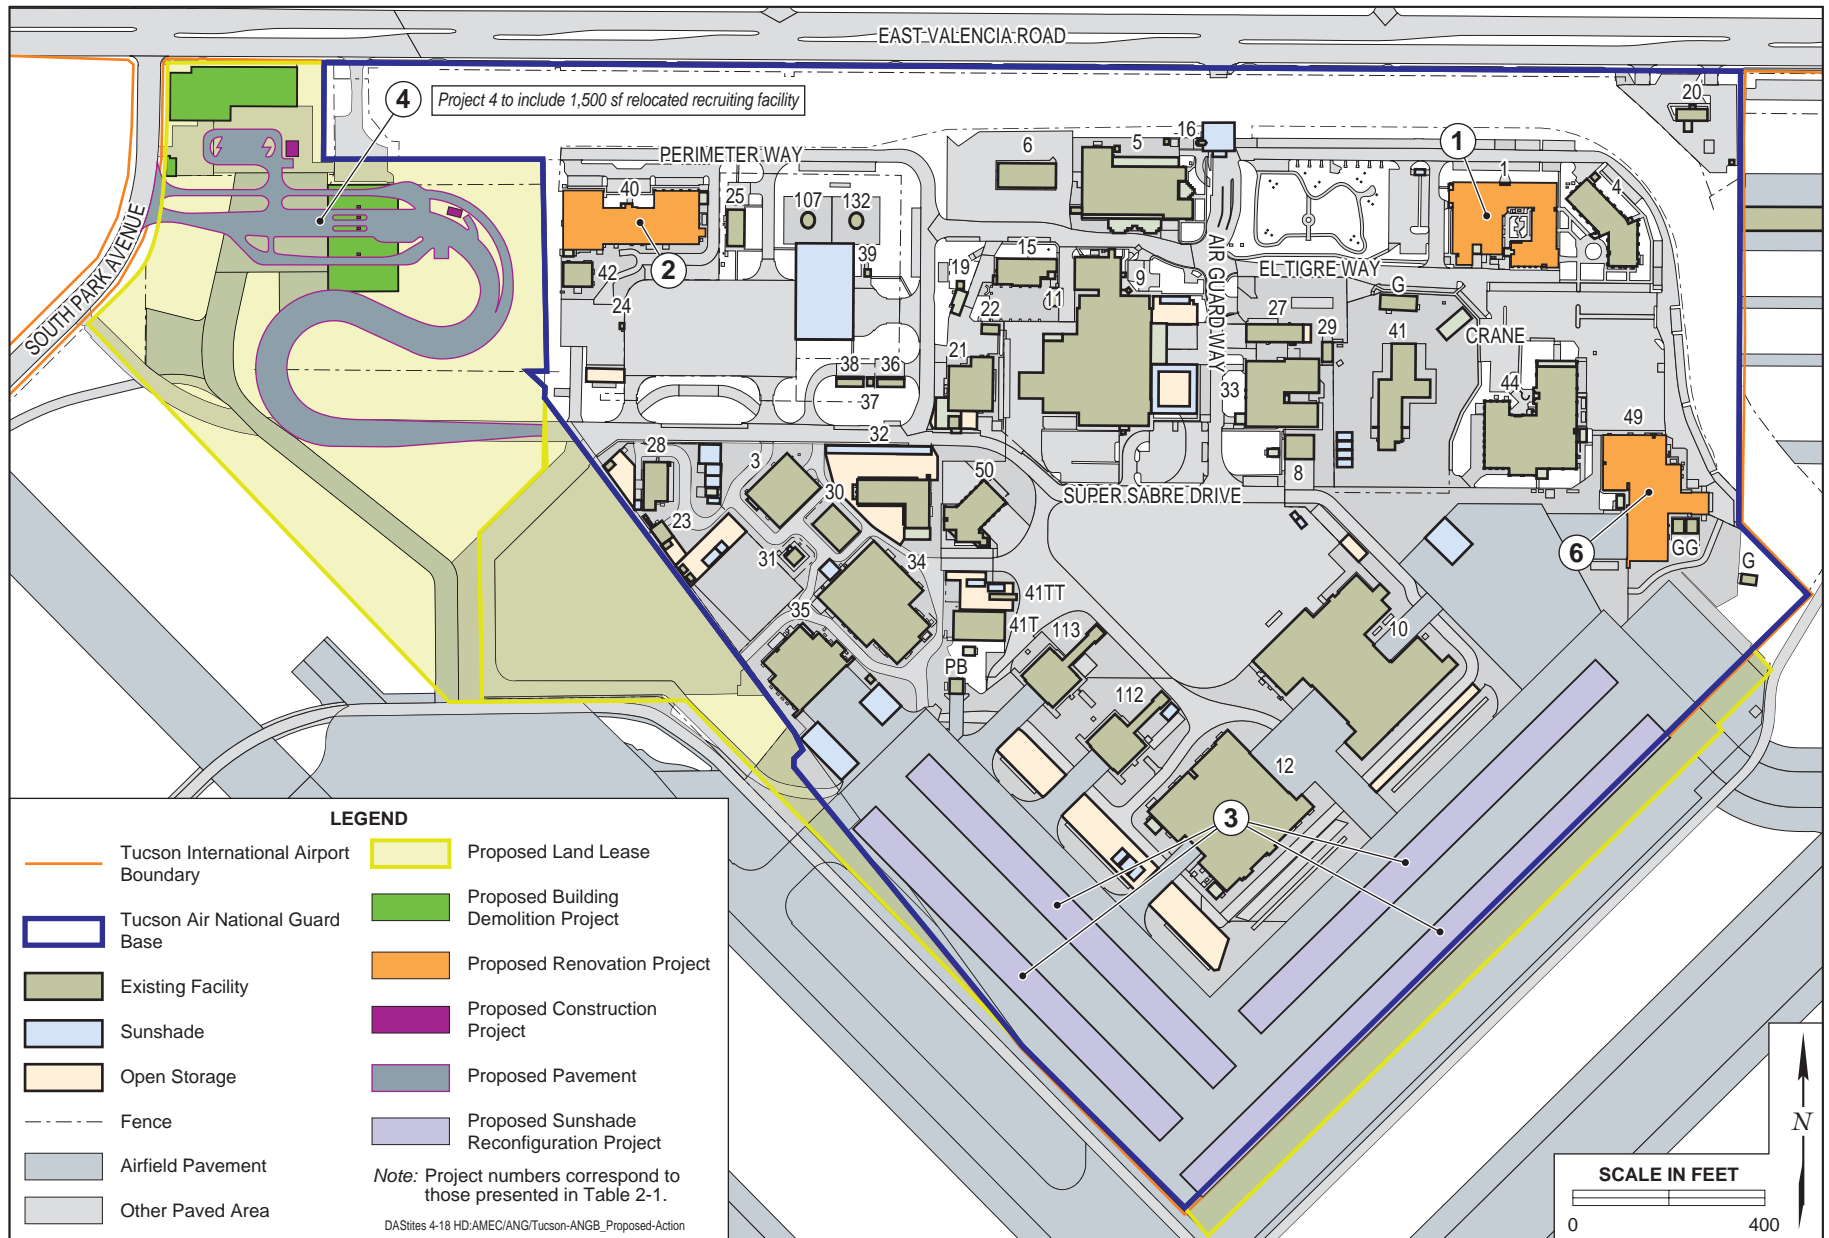 EAST VALENCIA ROAD
4
Project 4 to include 1,500 sf relocated recruiting facility
20
16
5
6
1
1
4
PERIMETER WAY
40
25
107
132
2
42
39
24
15
19
9
11
22
21
AIR GUARD WAY
EL TIGRE WAY
G
27
29
41
CRANE
33
44
49
SOUTH PARK AVENUE
38
36
37
32
28
3
30
50
8
SUPER SABRE DRIVE
23
31
34
6
GG
G
35
41TT
41T
113
10
PB
112
12
3
LEGEND
Tucson International Airport
Boundary
Tucson Air National Guard
Base
Existing Facility
Sunshade
Open Storage
Fence
Airfield Pavement
Other Paved Area
Proposed Land Lease
Proposed Building
Demolition Project
Proposed Renovation Project
Proposed Construction
Project
Proposed Pavement
Proposed Sunshade
Reconfiguration Project
Note: Project numbers correspond to
those presented in Table 2-1.
DAStites 4-18 HD:AMEC/ANG/Tucson-ANGB_Proposed-Action
N
SCALE IN FEET
0 400